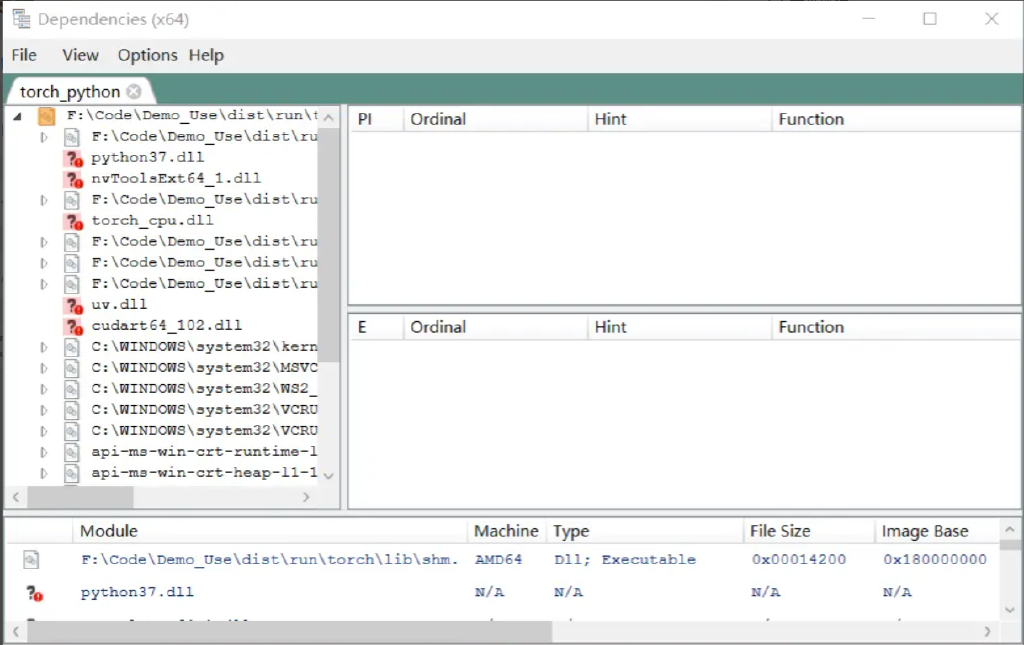 Dependencies (x64)
File View Options Help
torch_python
F:\Code\Demo_Use\dist\run\t
F:\Code\Demo_Use\dist\ru
python37.dll
nvToolsExt64_1.dll
F:\Code\Demo_Use\dist\ru
torch_cpu.dll
F:\Code\Demo_Use\dist\ru
F:\Code\Demo_Use\dist\ru
F:\Code\Demo_Use\dist\ru
uv.dll
cudart64_102.dll
C:\WINDOWS\system32\kern
C:\WINDOWS\system32\MSVC
C:\WINDOWS\system32\WS2_
C:\WINDOWS\system32\VCRU
C:\WINDOWS\system32\VCRU
api-ms-win-crt-runtime-l
api-ms-win-crt-heap-l1-1
PI Ordinal Hint Function
E Ordinal Hint Function
Module Machine Type File Size Image Base
F:\Code\Demo_Use\dist\run\torch\lib\shm. AMD64 Dll; Executable 0x00014200 0x180000000
python37.dll N/A N/A N/A N/A